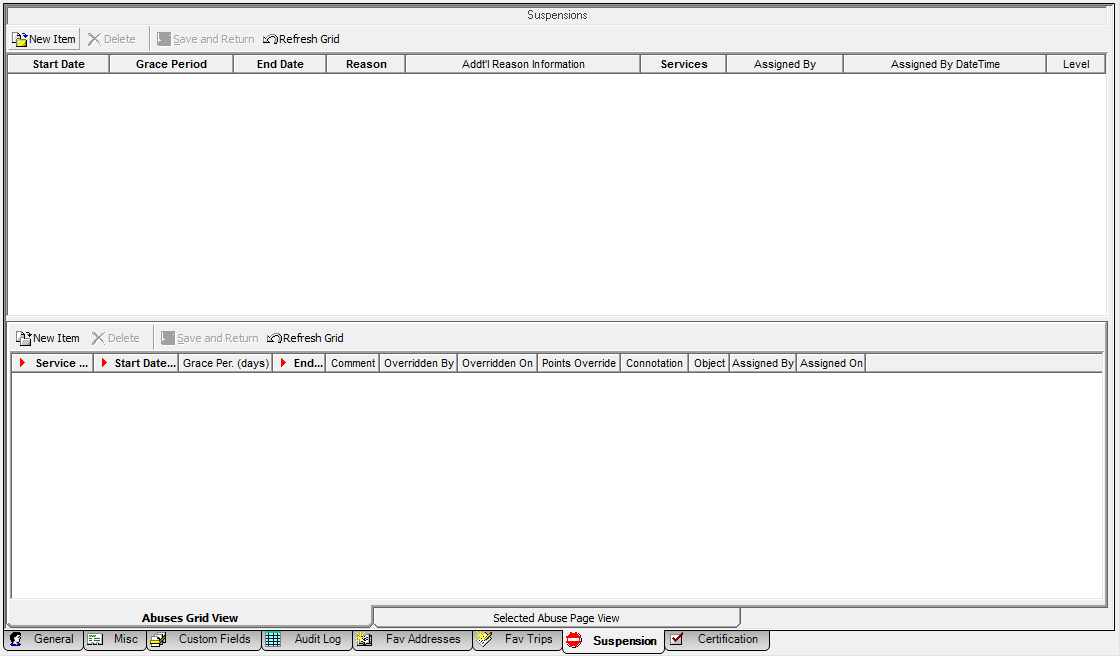 Suspensions
New Item Delete Save and Return Refresh Grid
Start Date Grace Period End Date Reason Addt'l Reason Information Services Assigned By Assigned By DateTime Level
New Item Delete Save and Return Refresh Grid
Service ... Start Date... Grace Per. (days) End... Comment Overridden By Overridden On Points Override Connotation Object Assigned By Assigned On
Abuses Grid View Selected Abuse Page View
General Misc Custom Fields Audit Log Fav Addresses Fav Trips Suspension Certification